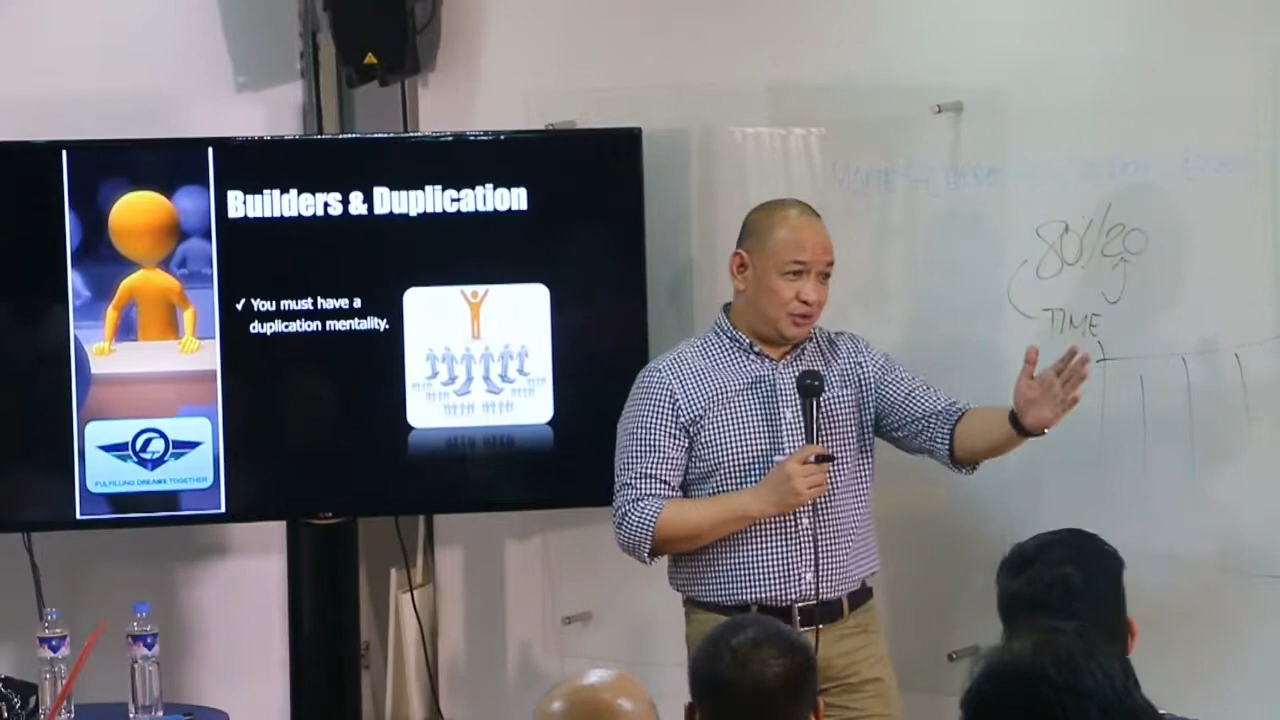 Builders & Duplication
✓ You must have a
duplication mentality.
FULFILLING DREAMS TOGETHER
80%/20
TIME